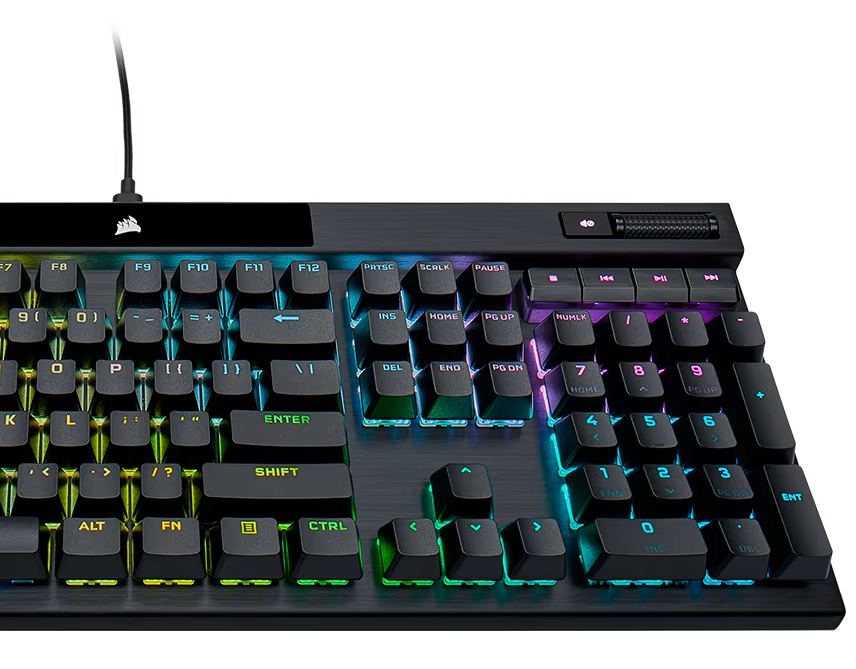 F7 F8 F9 F10 F11 F12 PRTSC SCRLK PAUSE
9 ( 0 ) - _ = + INS HOME PG UP NUMLK / * -
O P [ { ] } \ | DEL END PG DN 7 HOME 8 9 PG UP +
K L ; : ' " ENTER 4 5 6
, < . > / ? SHIFT 1 END 2 3 PG DN ENT
ALT FN CTRL 0 INS . DEL